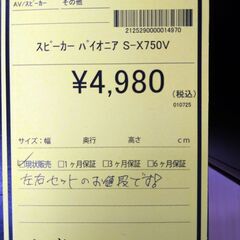 AV/スピーカー その他
2125290000014970
スピーカー パイオニア S-X750V
¥4,980
010725
サイズ：幅 奥行 高さ cm
現状販売 □1ヶ月保証 □3ヶ月保証 □6ヶ月保証
左右セットのお値段です!